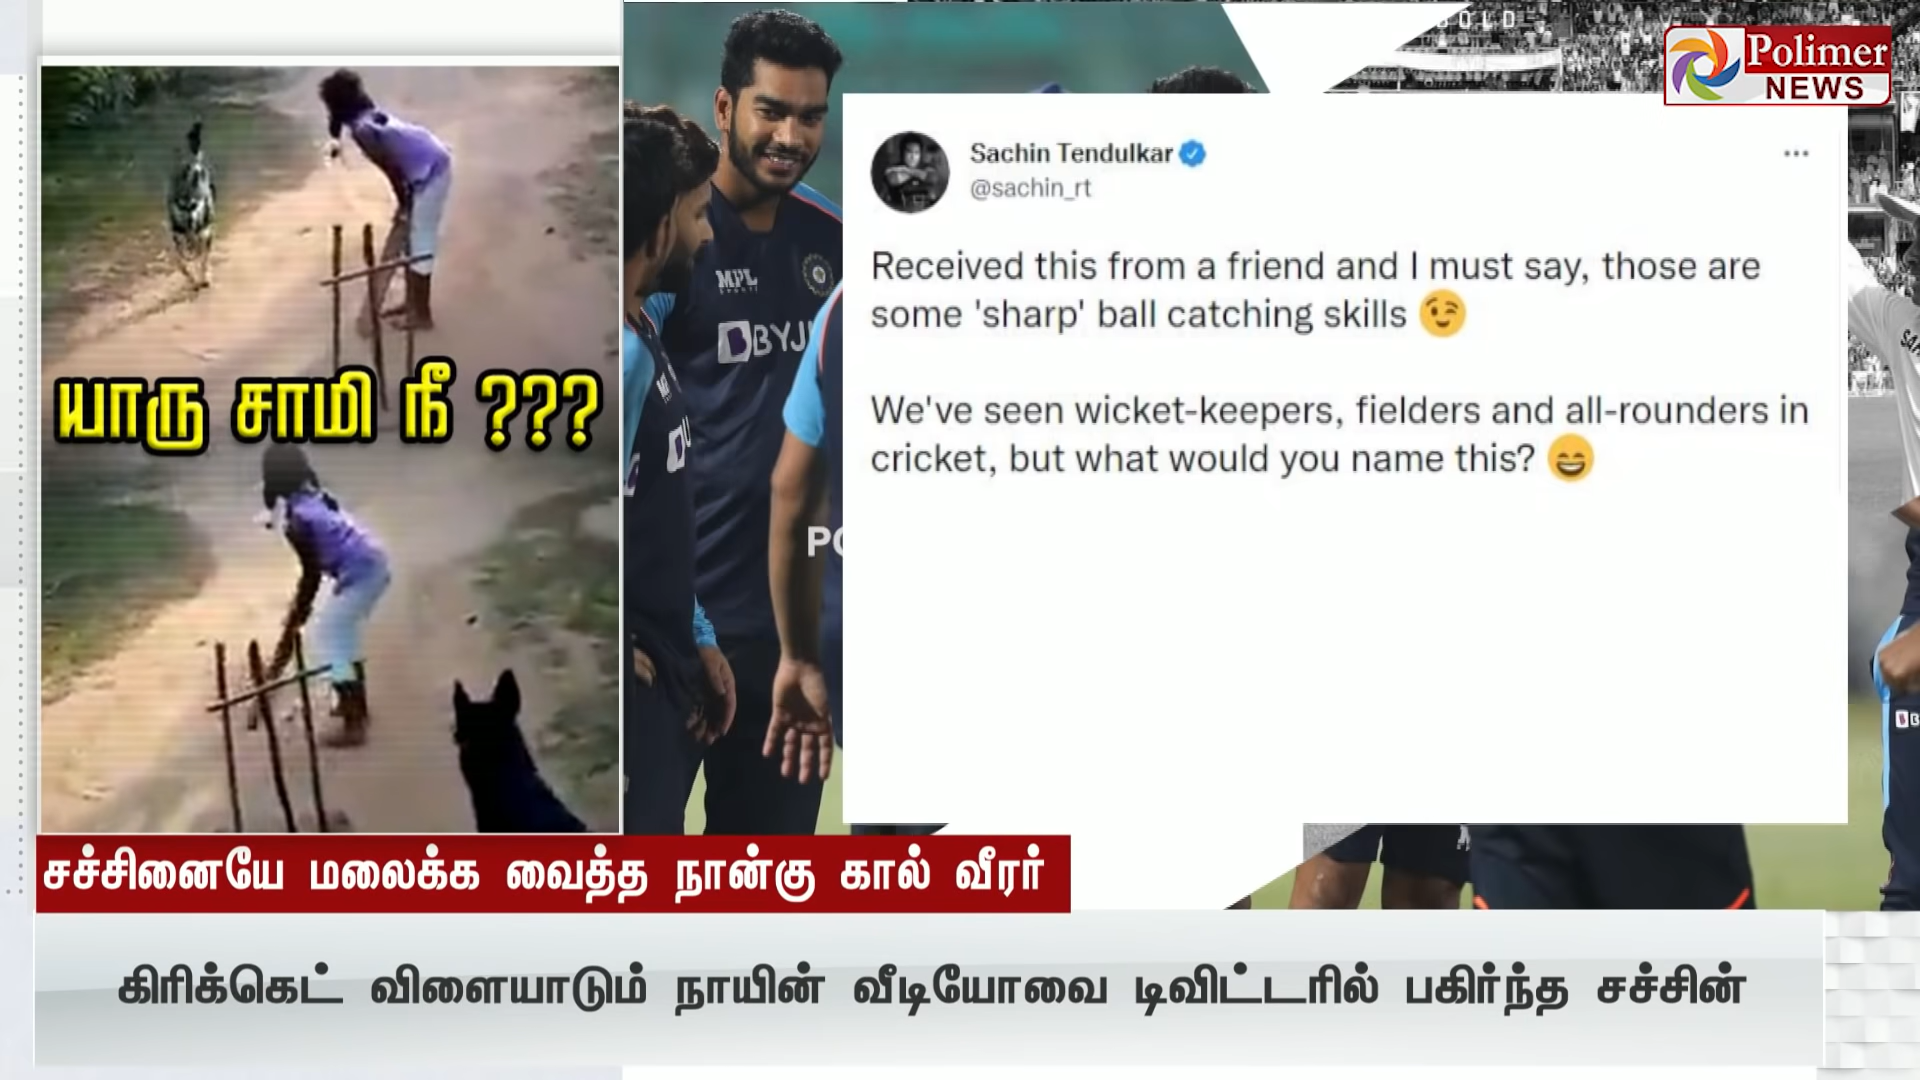 Polimer
NEWS
Sachin Tendulkar
@sachin_rt
Received this from a friend and I must say, those are
some 'sharp' ball catching skills 😉
We've seen wicket-keepers, fielders and all-rounders in
cricket, but what would you name this? 😄
யாரு சாமி நீ ???
MPL
BYJ
சச்சினையே மலைக்க வைத்த நான்கு கால் வீரர்
கிரிக்கெட் விளையாடும் நாயின் வீடியோவை டிவிட்டரில் பகிர்ந்த சச்சின்